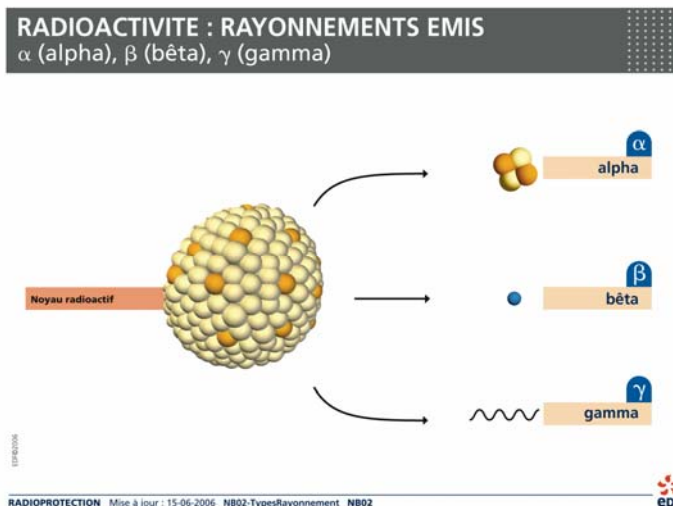 RADIOACTIVITE : RAYONNEMENTS EMIS
α (alpha), β (bêta), γ (gamma)
α
alpha
Noyau radioactif
β
bêta
γ
gamma
EDF©2006
RADIOPROTECTION Mise à jour : 15-06-2006 NB02-TypesRayonnement NB02